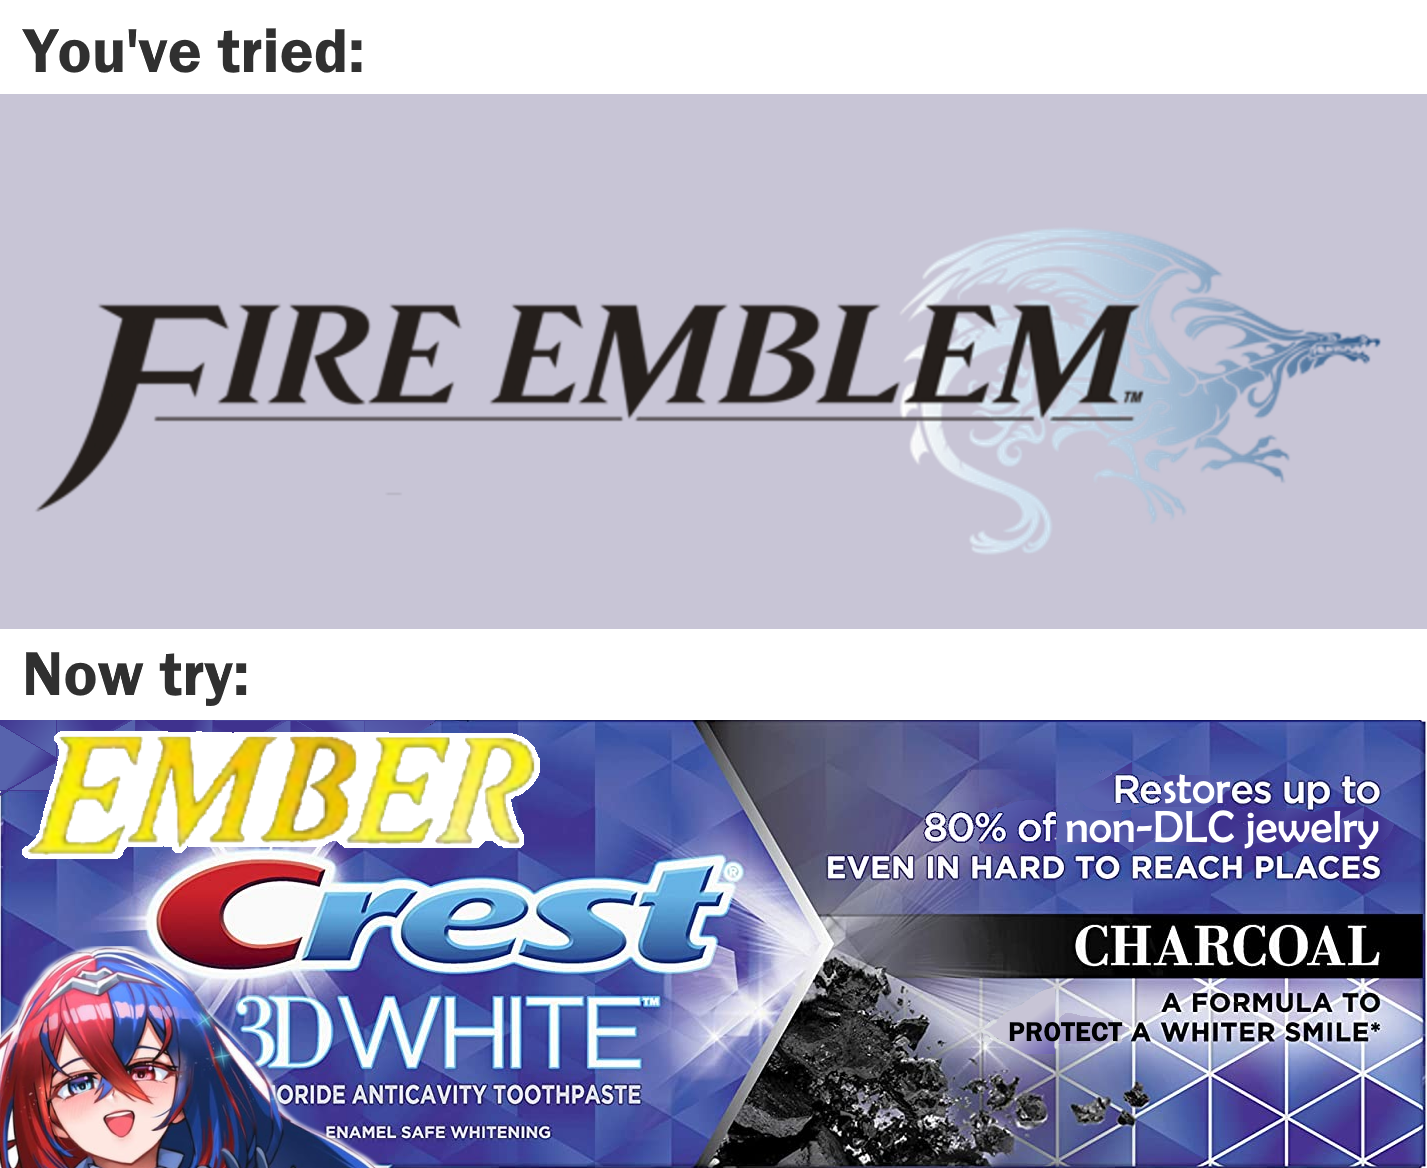 You've tried:
FIRE EMBLEM™
Now try:
EMBER
Crest®
3D WHITE™
ORIDE ANTICAVITY TOOTHPASTE
ENAMEL SAFE WHITENING
Restores up to
80% of non-DLC jewelry
EVEN IN HARD TO REACH PLACES
CHARCOAL
A FORMULA TO
PROTECT A WHITER SMILE*